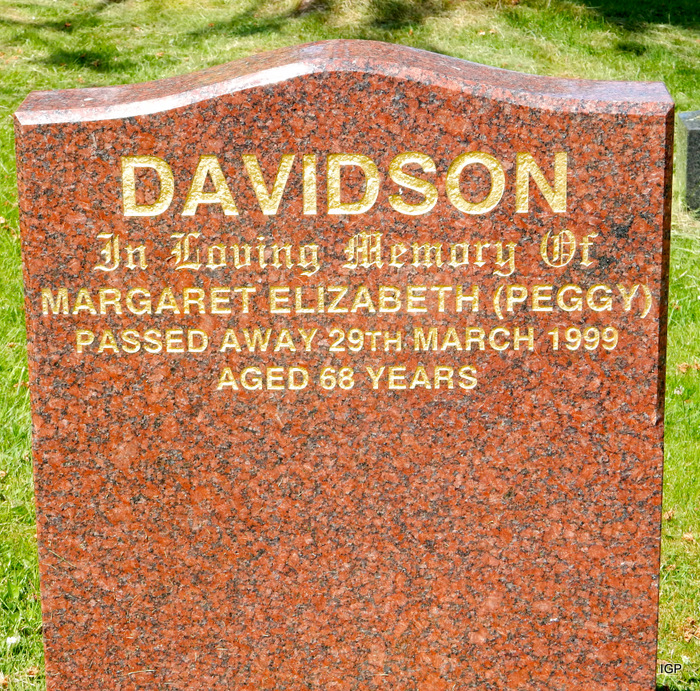 DAVIDSON
In Loving Memory Of
MARGARET ELIZABETH (PEGGY)
PASSED AWAY 29TH MARCH 1999
AGED 68 YEARS
IGP